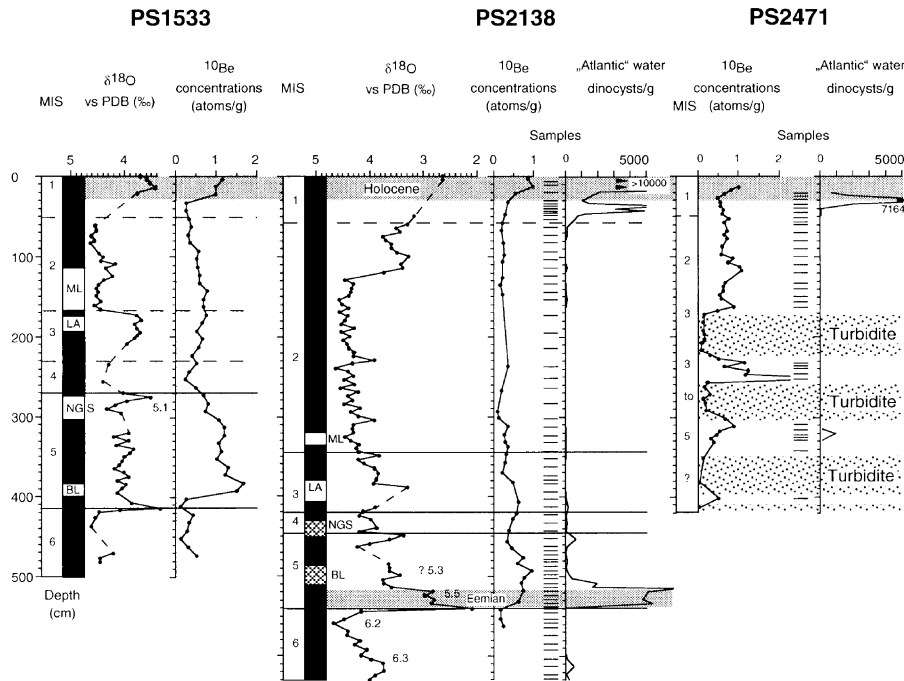 PS1533 PS2138 PS2471
MIS δ18O vs PDB (‰) 10Be concentrations (atoms/g)
MIS δ18O vs PDB (‰) 10Be concentrations (atoms/g) „Atlantic“ water dinocysts/g
MIS 10Be concentrations (atoms/g) „Atlantic“ water dinocysts/g
Samples Samples
5 4 3 0 1 2 5 4 3 2 0 1 0 5000 0 1 2 0 5000
0
100
200
300
400
500
Depth
(cm)
1
2
3
4
5
6
ML
LA
NGS
BL
5.1
1
2
3
4
5
6
Holocene
>10000
ML
LA
NGS
BL
? 5.3
5.5
Eemian
6.2
6.3
1
2
3
3
to
5
?
7164
Turbidite
Turbidite
Turbidite